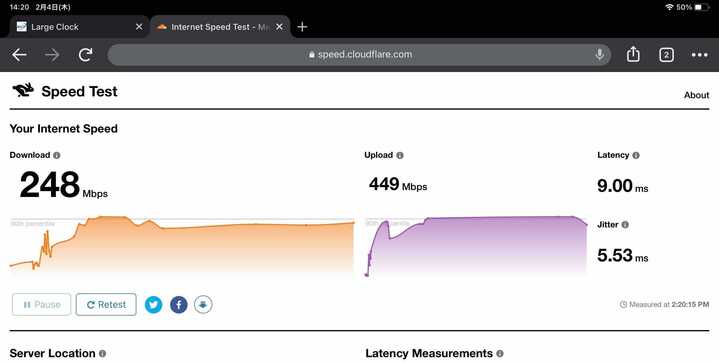 14:20 2月4日(木)
50%
Large Clock
Internet Speed Test - Me
speed.cloudflare.com
2
Speed Test
About
Your Internet Speed
Download
Upload
Latency
248 Mbps
449 Mbps
9.00 ms
90th percentile
90th percentile
Jitter
5.53 ms
Pause
Retest
Measured at 2:20:15 PM
Server Location
Latency Measurements